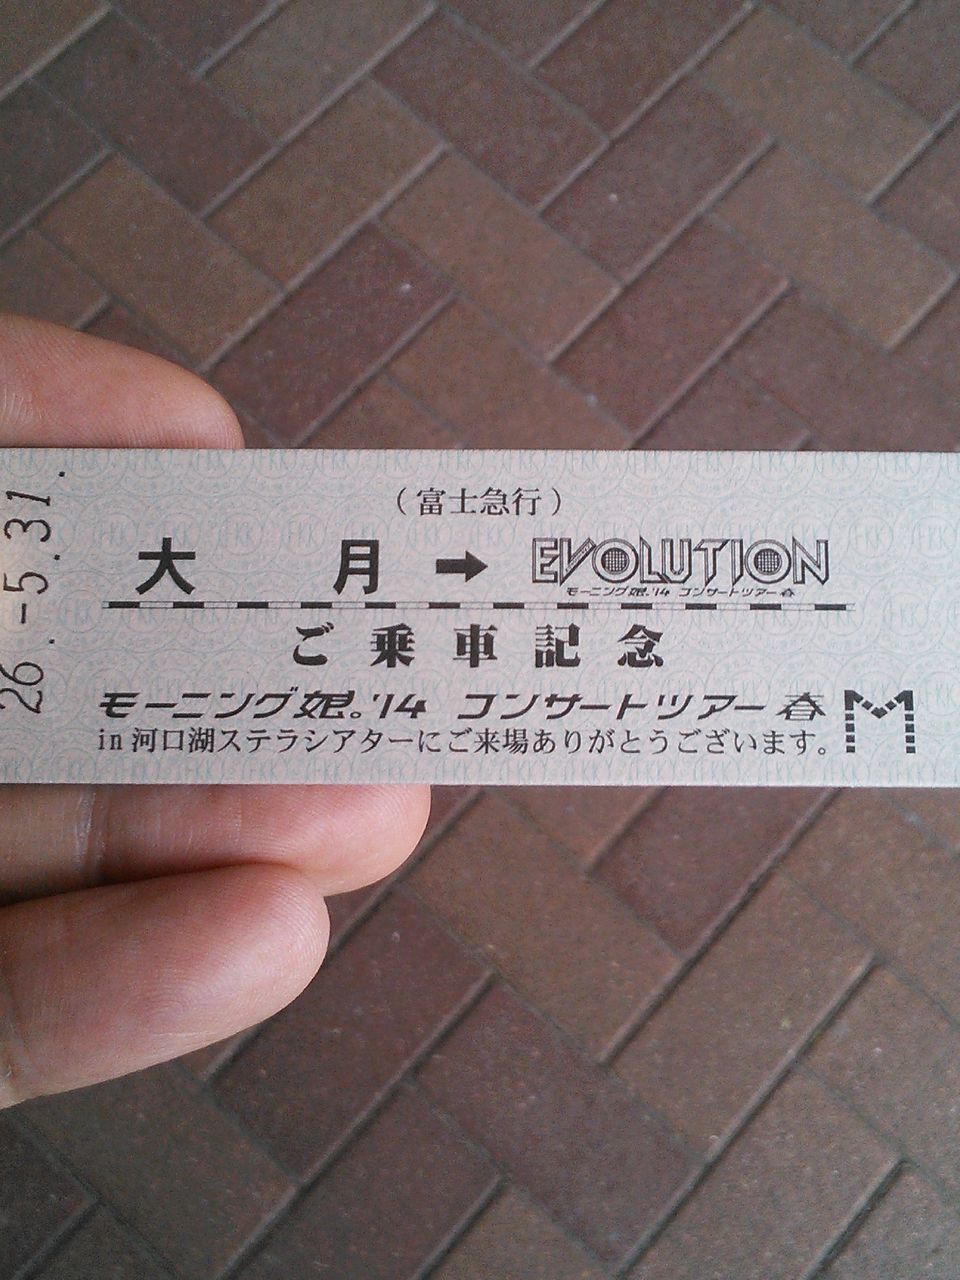 26.-5.31.
(富士急行)
大月➡EVOLUTION
モーニング娘。'14 コンサートツアー春
ご乗車記念
モーニング娘。'14 コンサートツアー春 M
in河口湖ステラシアターにご来場ありがとうございます。